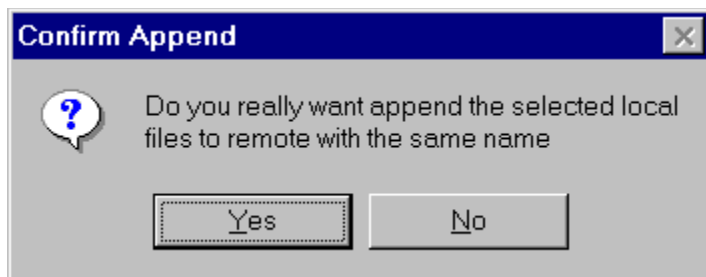 Confirm Append
Do you really want append the selected local
files to remote with the same name
Yes
No